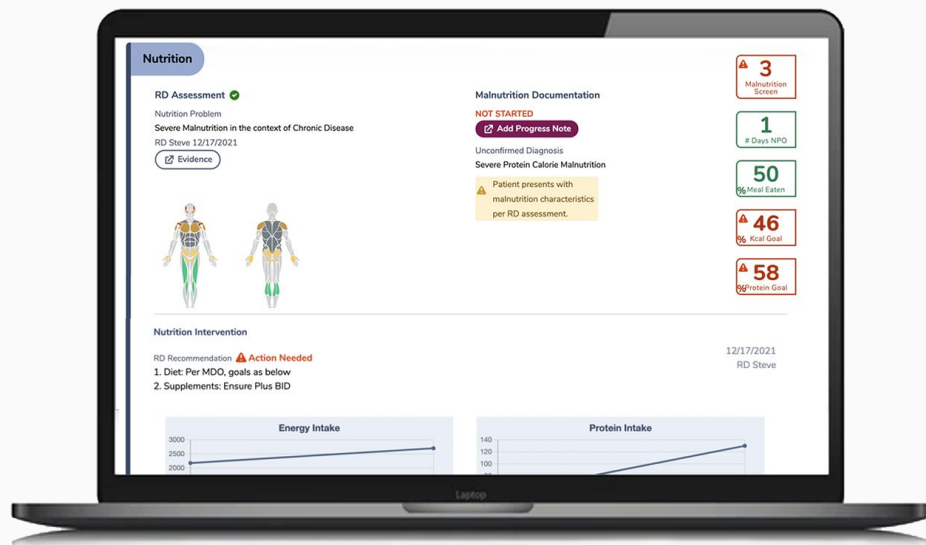 Nutrition
RD Assessment
Nutrition Problem
Severe Malnutrition in the context of Chronic Disease
RD Steve 12/17/2021
Evidence
Malnutrition Documentation
NOT STARTED
Add Progress Note
Unconfirmed Diagnosis
Severe Protein Calorie Malnutrition
Patient presents with
malnutrition characteristics
per RD assessment.
3
Malnutrition
Screen
1
# Days NPO
50
% Meal Eaten
46
% Kcal Goal
58
%Protein Goal
Nutrition Intervention
RD Recommendation Action Needed
1. Diet: Per MDO, goals as below
2. Supplements: Ensure Plus BID
12/17/2021
RD Steve
Energy Intake
3000
2500
2000
Protein Intake
140
120
100
Laptop